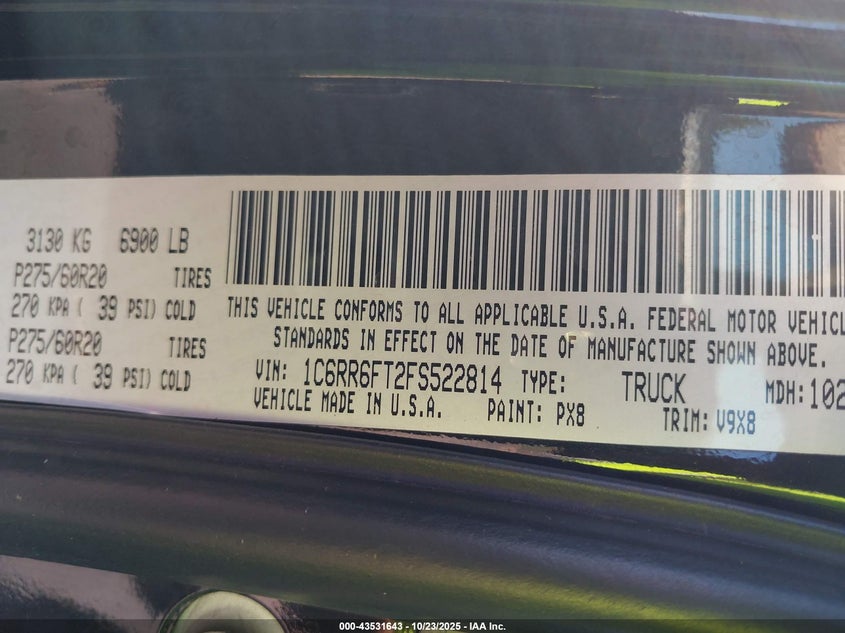 3130 KG 6900 LB
P275/60R20 TIRES
270 KPA ( 39 PSI) COLD
P275/60R20 TIRES
270 KPA ( 39 PSI) COLD
THIS VEHICLE CONFORMS TO ALL APPLICABLE U.S.A. FEDERAL MOTOR VEHICL
STANDARDS IN EFFECT ON THE DATE OF MANUFACTURE SHOWN ABOVE.
VIN: 1C6RR6FT2FS522814 TYPE: TRUCK MDH: 102
VEHICLE MADE IN U.S.A. PAINT: PX8 TRIM: V9X8
000-43531643 | 10/23/2025 - IAA Inc.